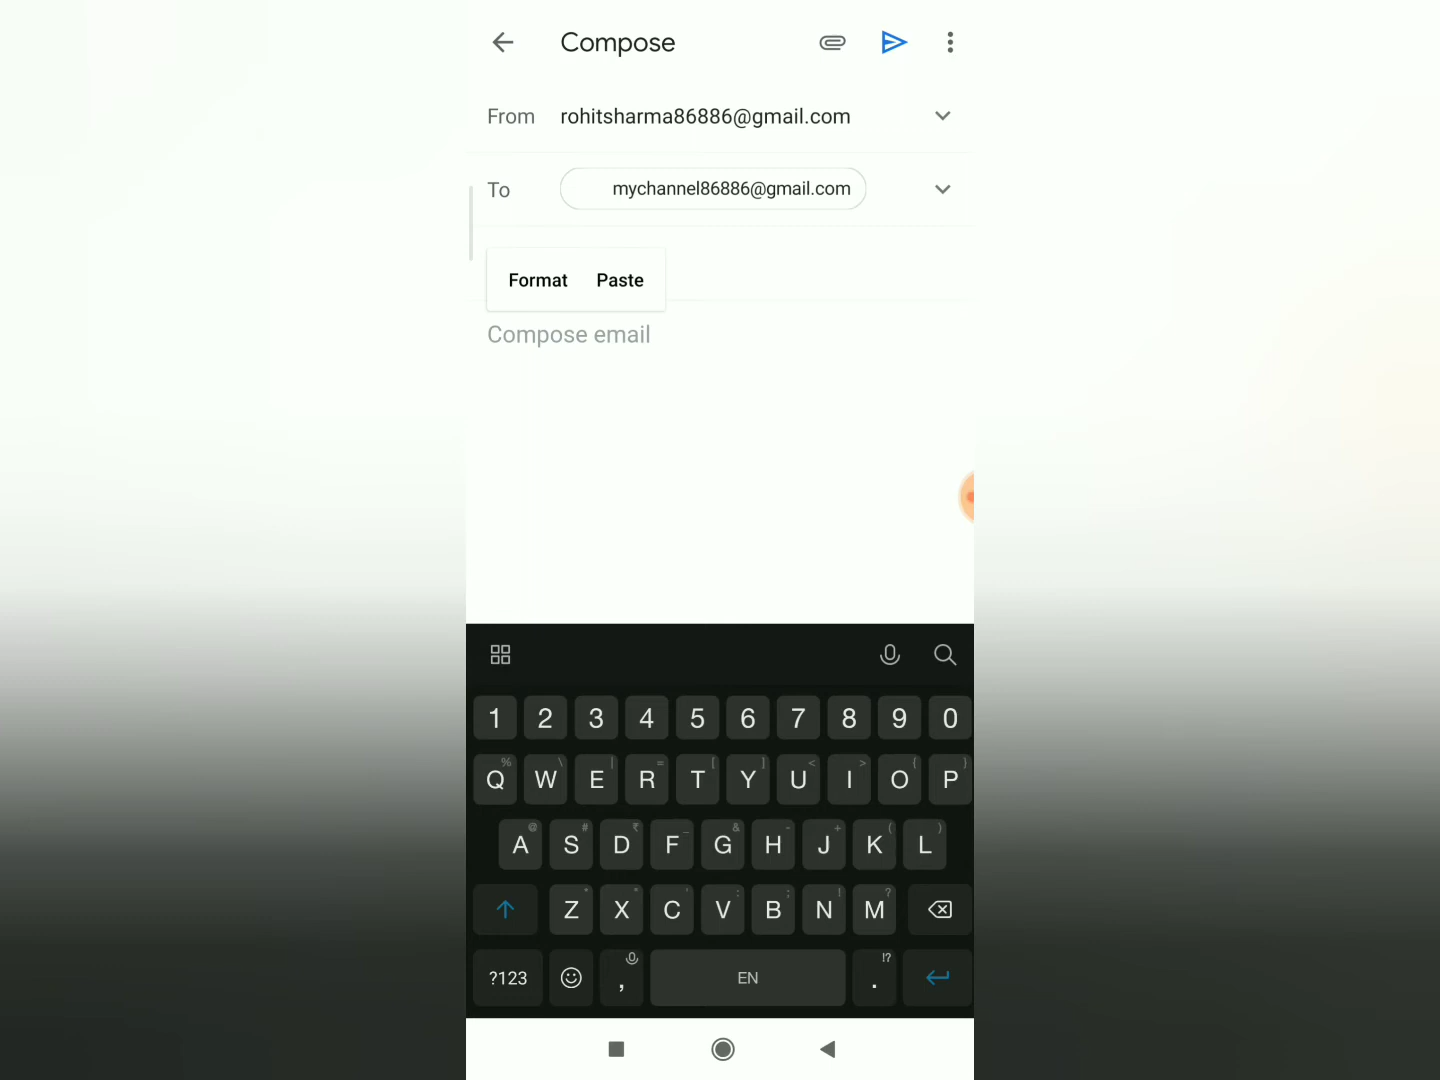 Compose
From rohitsharma86886@gmail.com
To mychannel86886@gmail.com
Format Paste
Compose email
1 2 3 4 5 6 7 8 9 0
% \ | = [ ] < > { }
Q W E R T Y U I O P
@ # ₹ _ & - + ( )
A S D F G H J K L
* " ' : ; ! ?
Z X C V B N M
!?
?123 , EN .